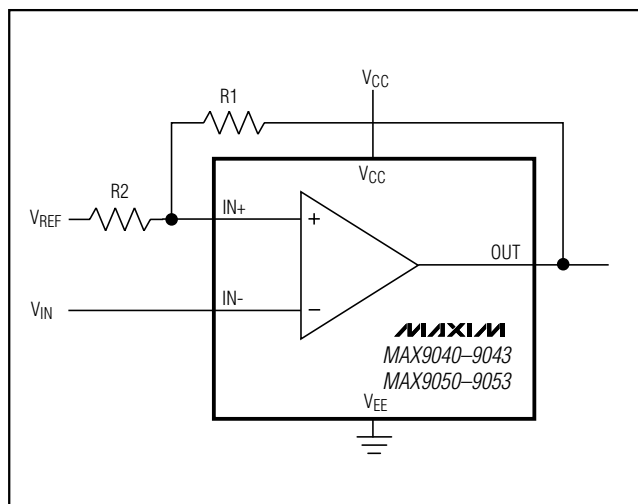 VCC
R1
VCC
VREF
R2
IN+
+
OUT
VIN
IN-
−
MAXIM
MAX9040–9043
MAX9050–9053
VEE